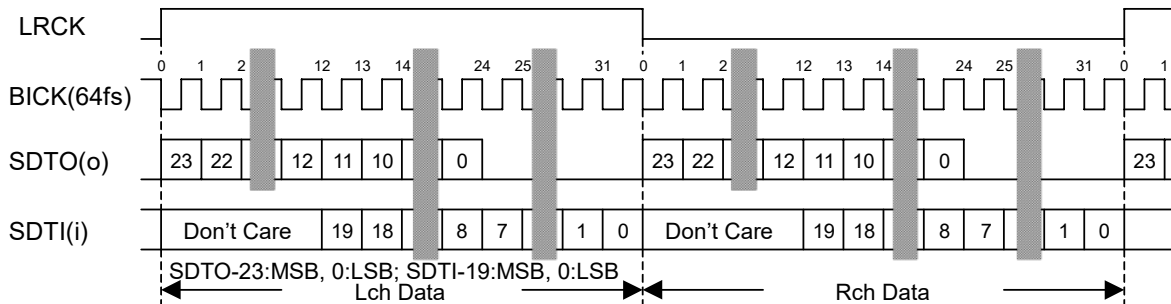 LRCK
0 1 2 12 13 14 24 25 31 0 1 2 12 13 14 24 25 31 0 1
BICK(64fs)
SDTO(o) 23 22 12 11 10 0 23 22 12 11 10 0 23
SDTI(i) Don't Care 19 18 8 7 1 0 Don't Care 19 18 8 7 1 0
SDTO-23:MSB, 0:LSB; SDTI-19:MSB, 0:LSB
Lch Data Rch Data